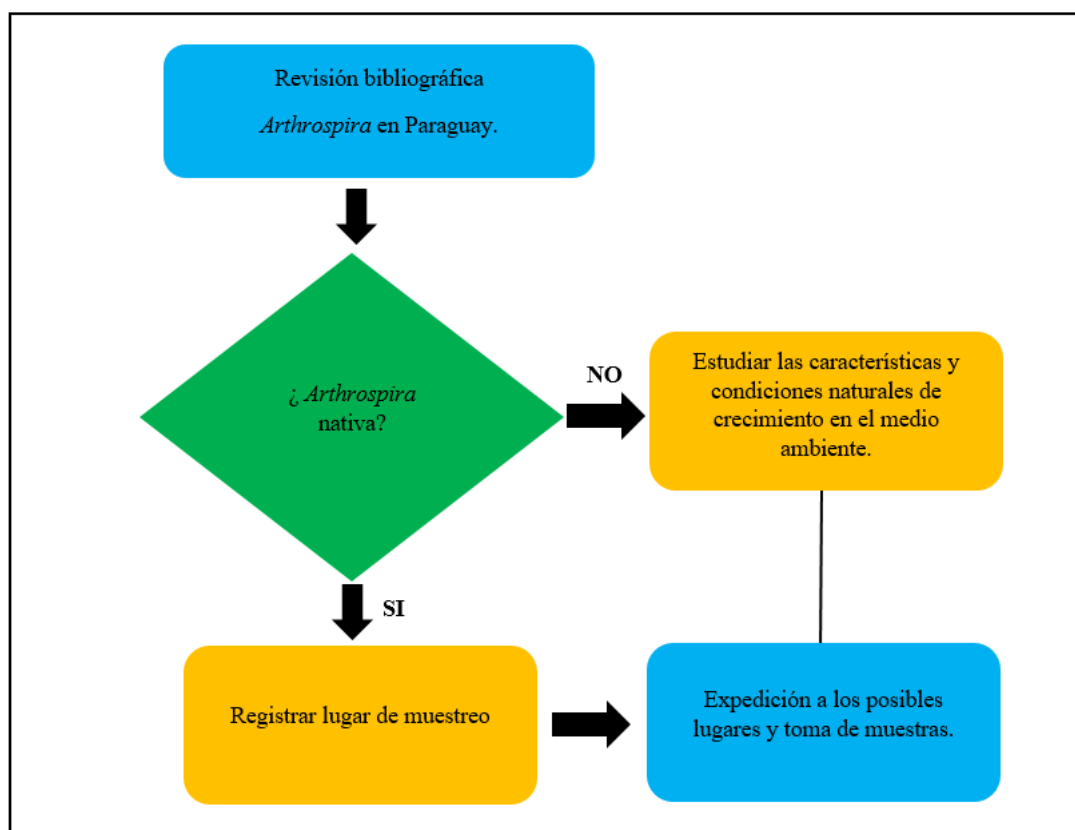 Revisión bibliográfica
Arthrospira en Paraguay.
¿ Arthrospira
nativa?
NO
Estudiar las características y
condiciones naturales de
crecimiento en el medio
ambiente.
SI
Registrar lugar de muestreo
Expedición a los posibles
lugares y toma de muestras.